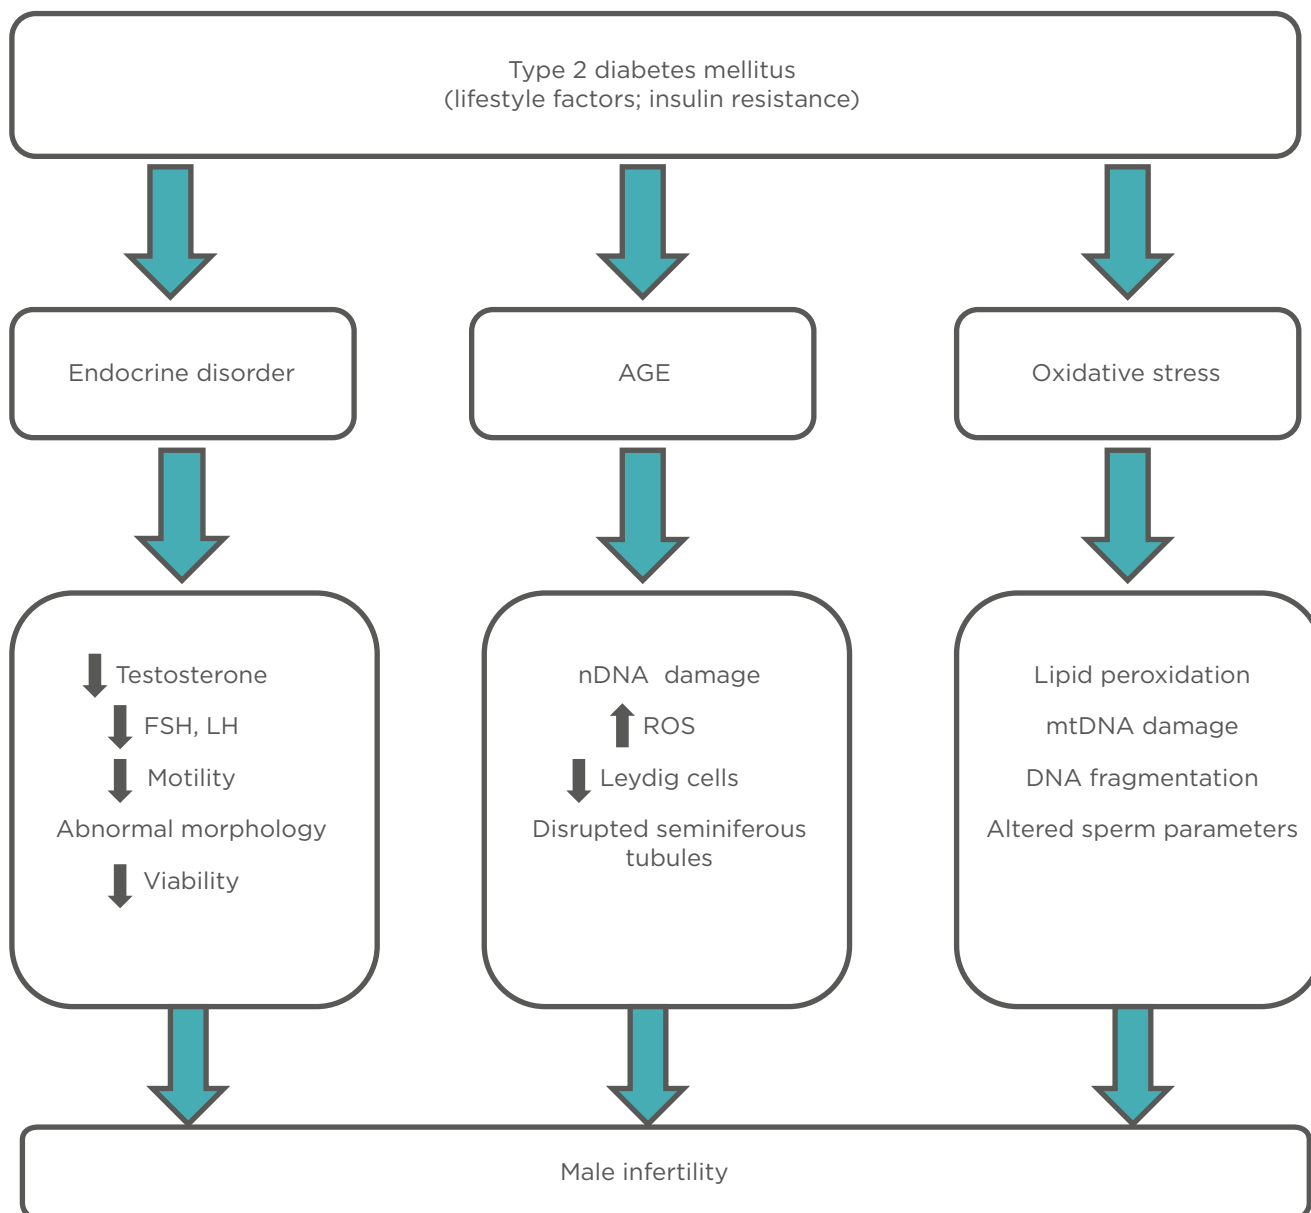 Type 2 diabetes mellitus
(lifestyle factors; insulin resistance)
Endocrine disorder
AGE
Oxidative stress
Testosterone
FSH, LH
Motility
Abnormal morphology
Viability
nDNA damage
ROS
Leydig cells
Disrupted seminiferous
tubules
Lipid peroxidation
mtDNA damage
DNA fragmentation
Altered sperm parameters
Male infertility